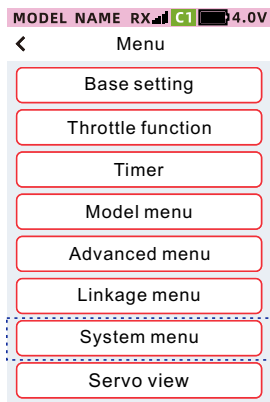 MODEL NAME RX C1 4.0V
Menu
Base setting
Throttle function
Timer
Model menu
Advanced menu
Linkage menu
System menu
Servo view